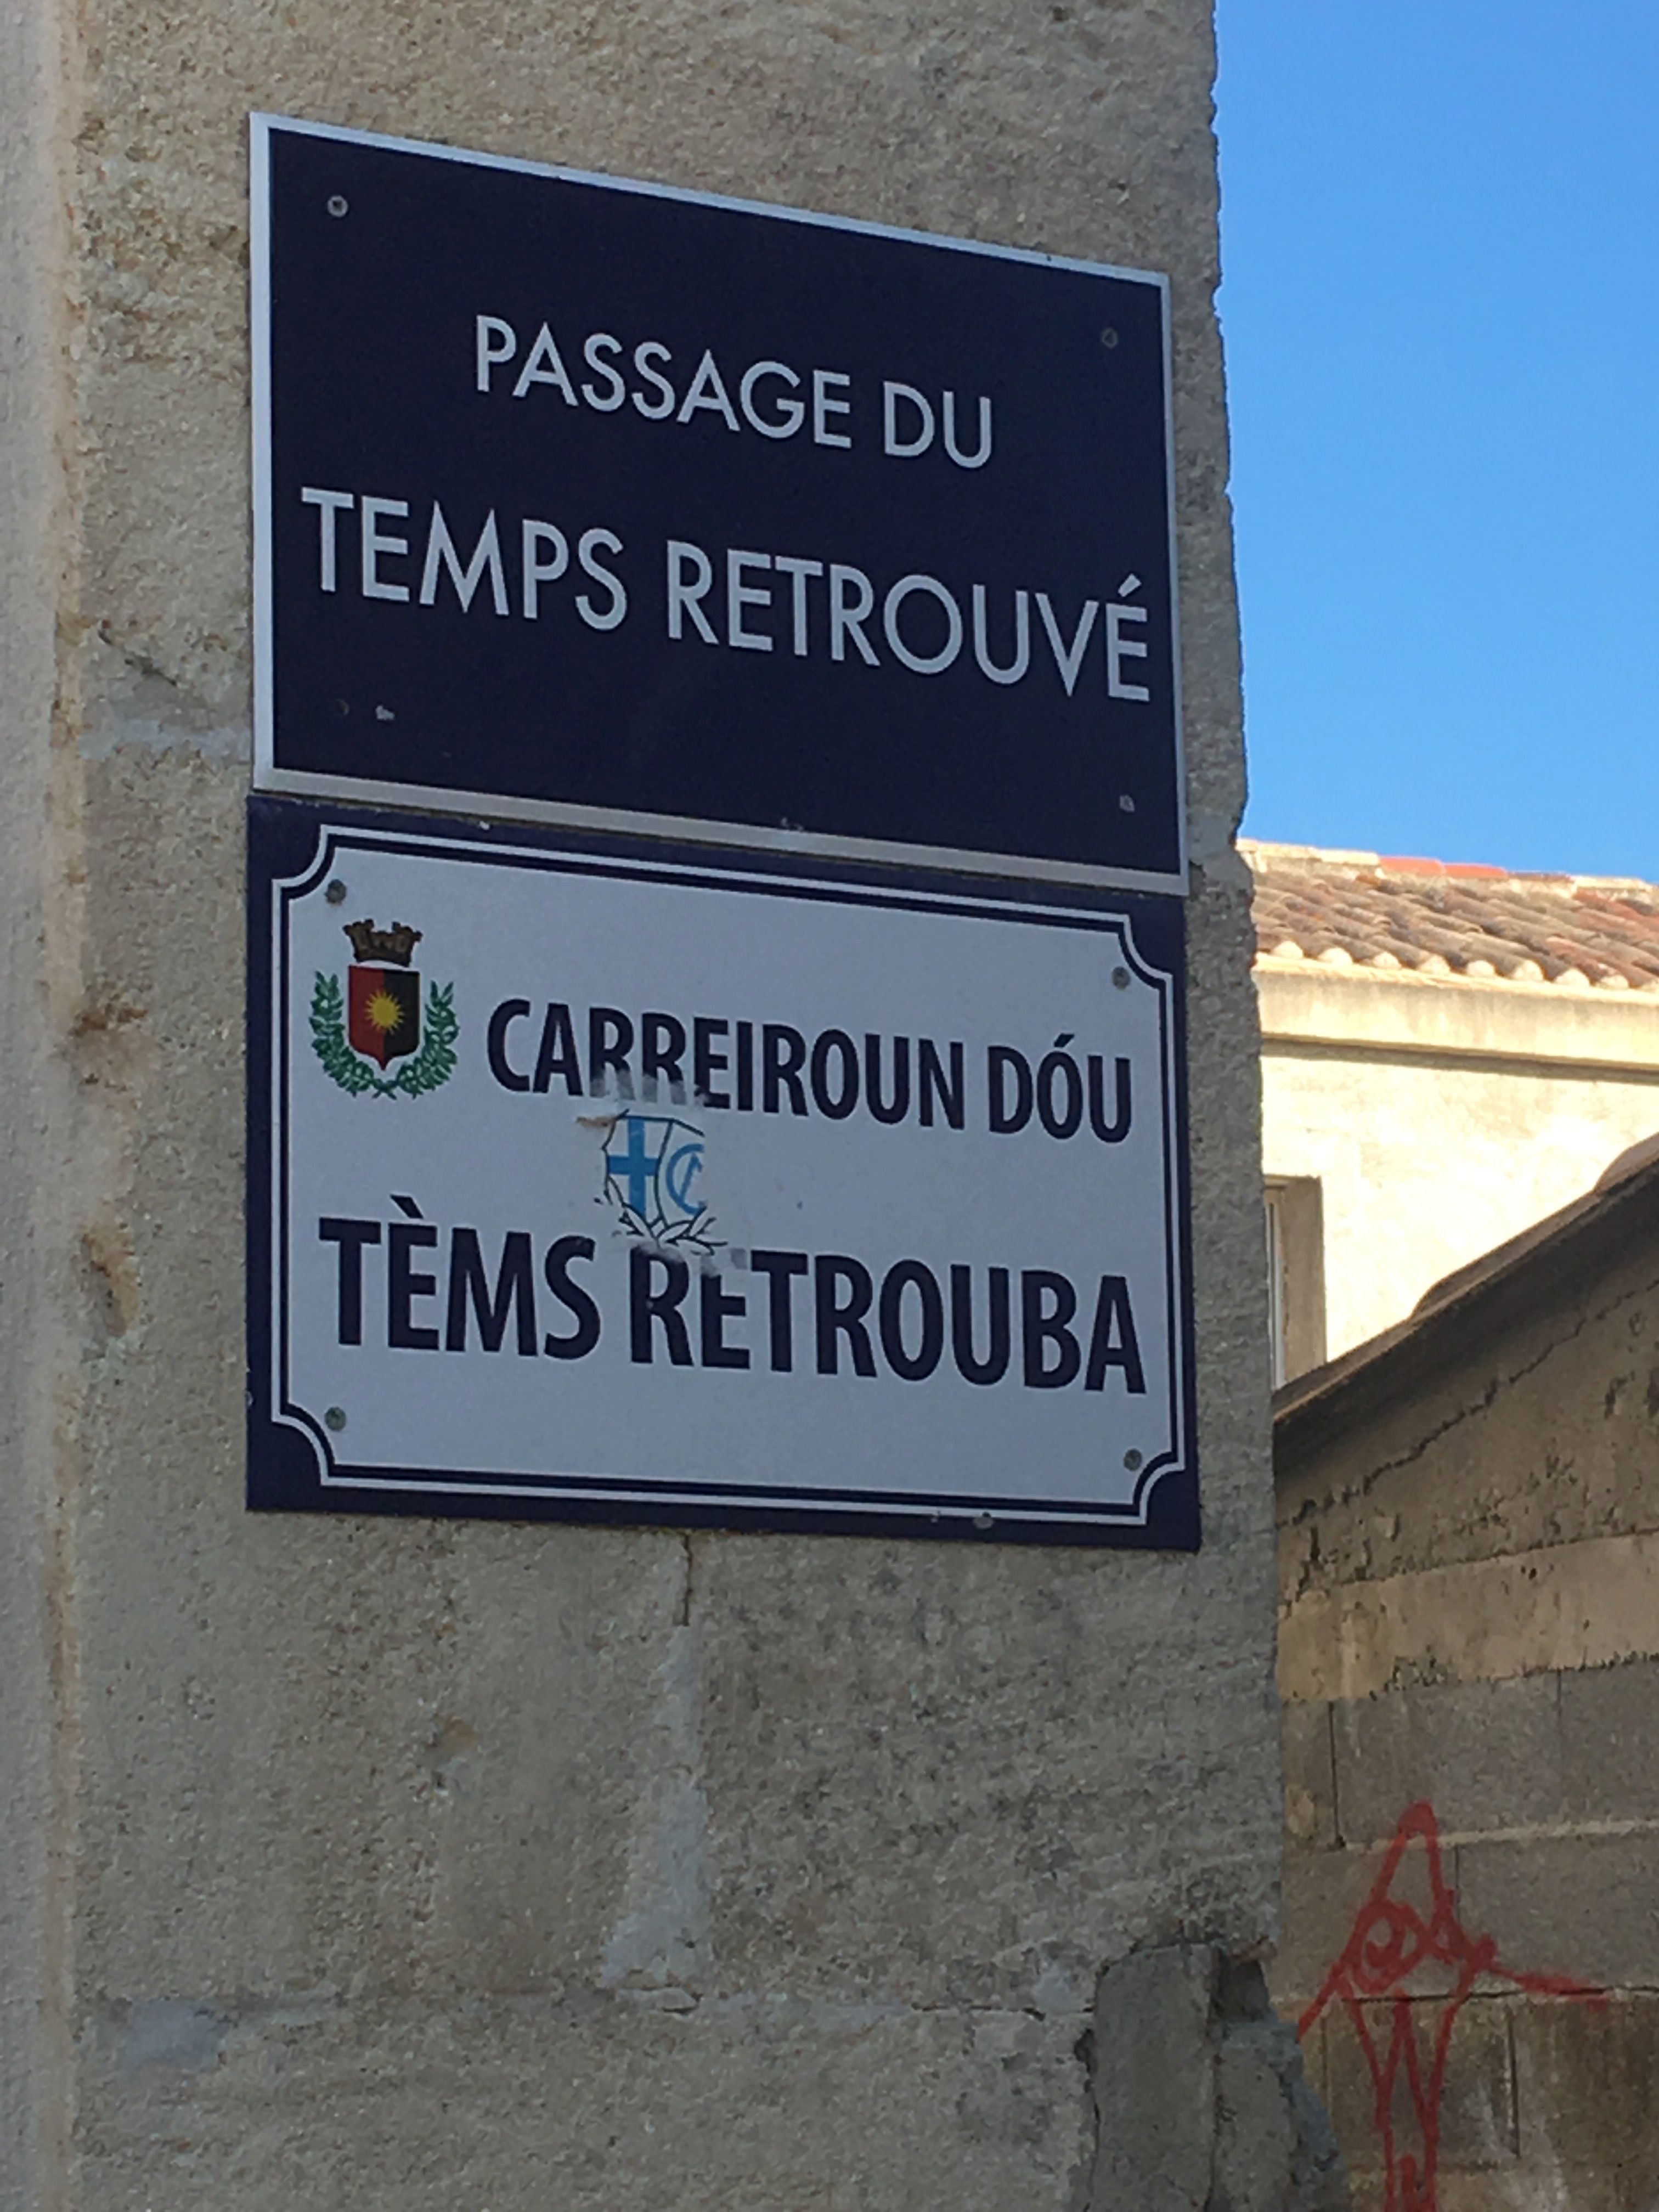 PASSAGE DU
TEMPS RETROUVÉ
CARREIROUN DÓU
TÈMS RETROUBA